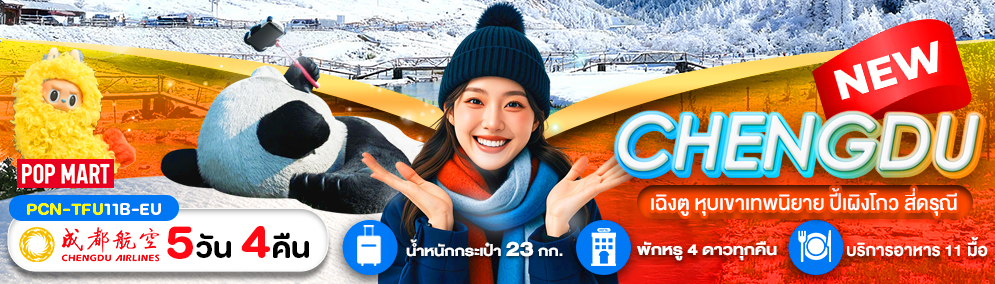 NEW
CHENGDU
เฉิงตู หุบเขาเทพนิยาย ปี้เผิงโกว สี่ดรุณี
POP MART
PCN-TFU11B-EU
成都航空
CHENGDU AIRLINES
5วัน 4คืน
น้ำหนักกระเป๋า 23 กก.
พักหรู 4 ดาวทุกคืน
บริการอาหาร 11 มื้อ